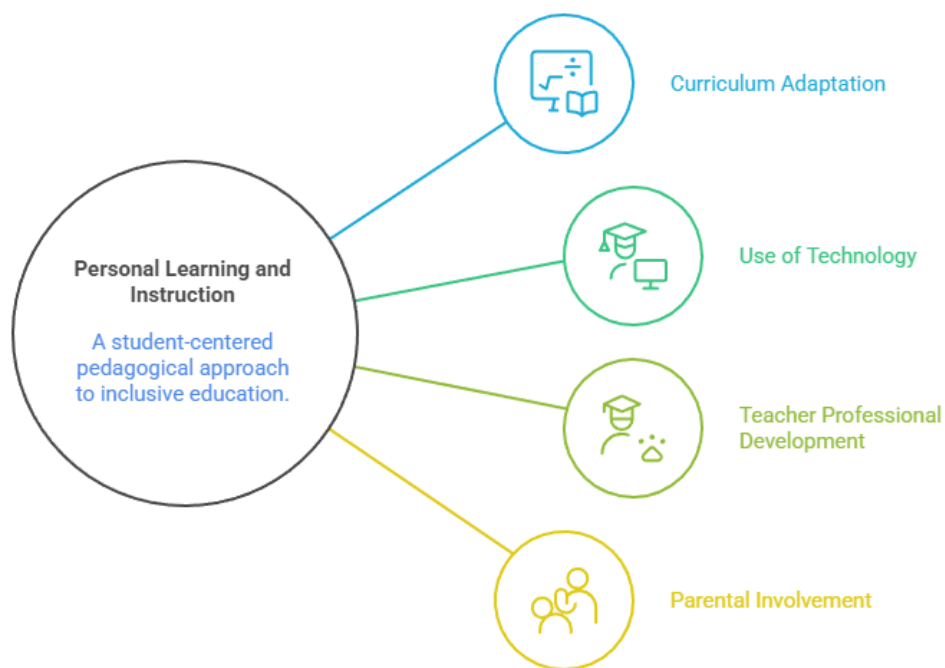 Personal Learning and
Instruction
A student-centered
pedagogical approach
to inclusive education.
Curriculum Adaptation
Use of Technology
Teacher Professional
Development
Parental Involvement